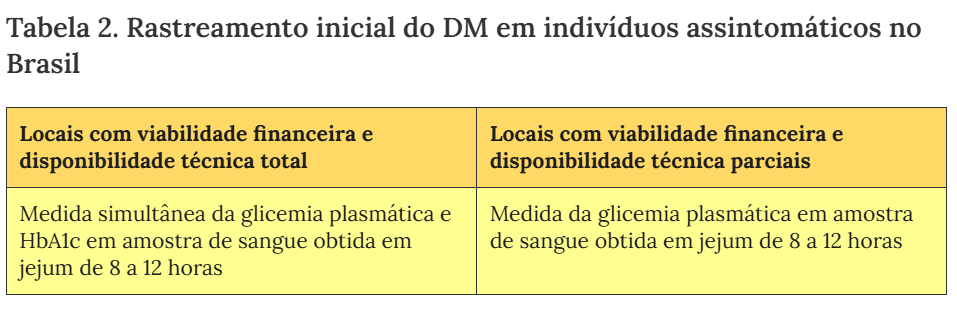 Tabela 2. Rastreamento inicial do DM em indivíduos assintomáticos no
Brasil
Locais com viabilidade financeira e
disponibilidade técnica total
Locais com viabilidade financeira e
disponibilidade técnica parciais
Medida simultânea da glicemia plasmática e
HbA1c em amostra de sangue obtida em
jejum de 8 a 12 horas
Medida da glicemia plasmática em amostra
de sangue obtida em jejum de 8 a 12 horas